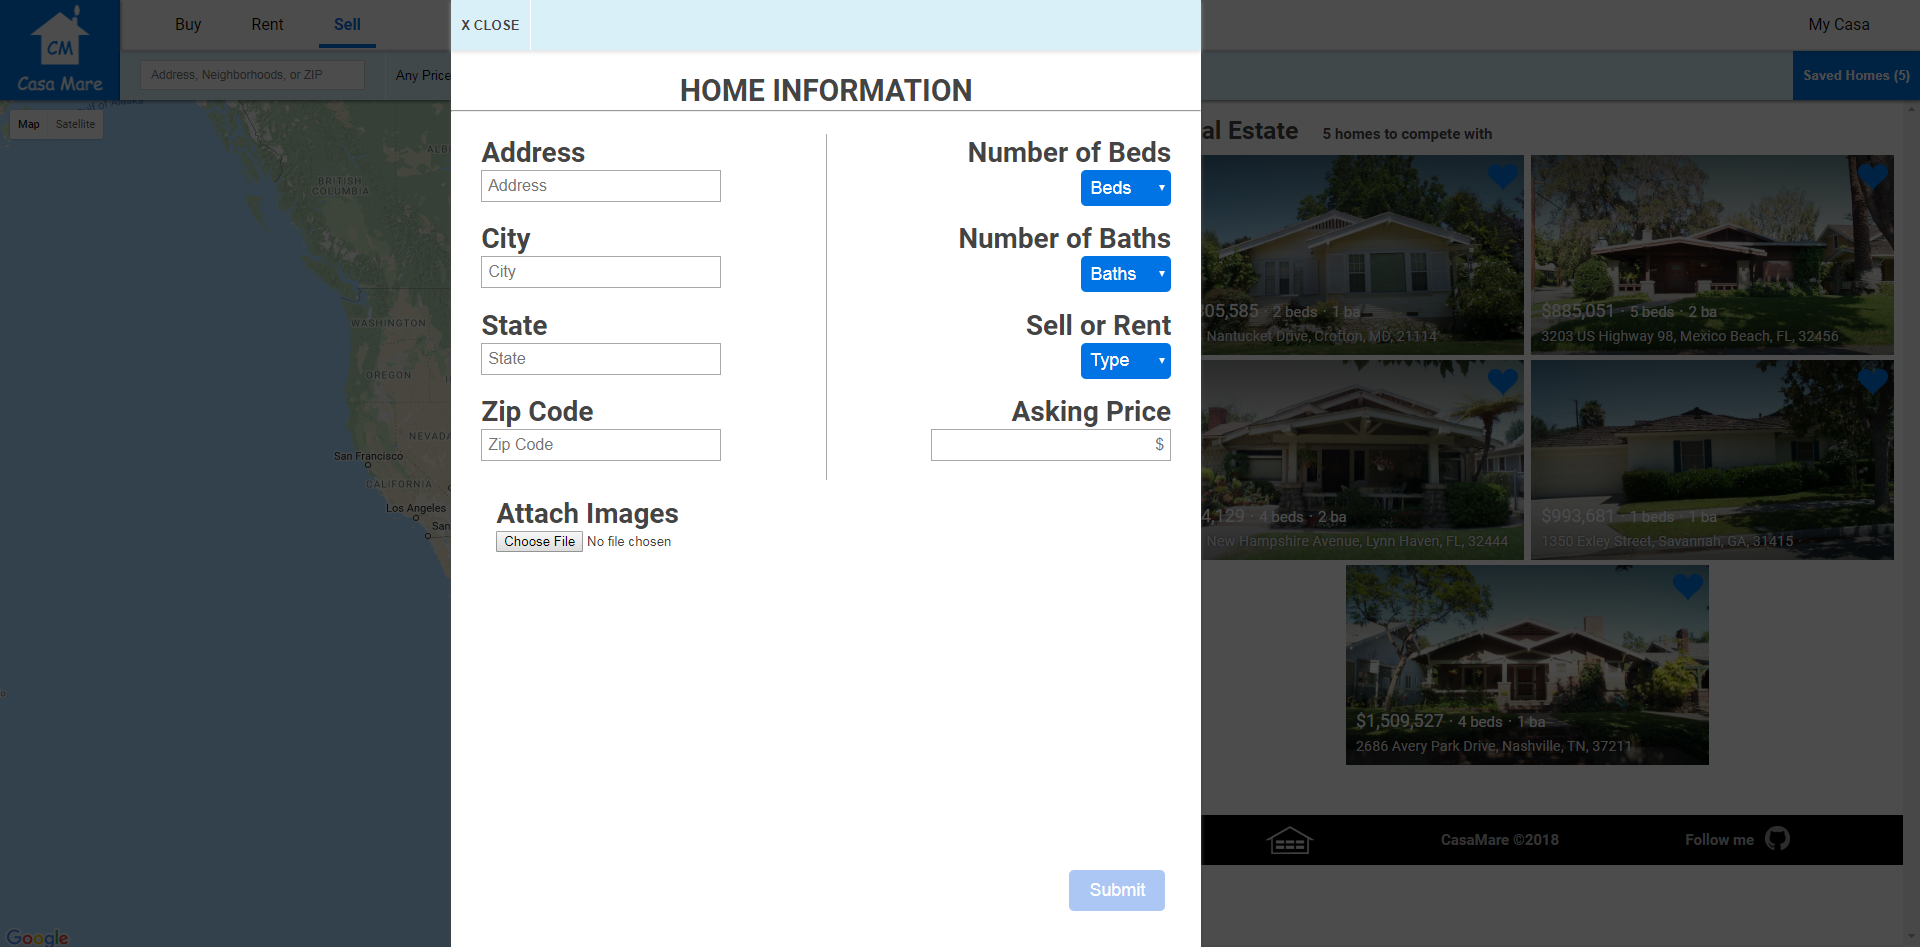 CM
Casa Mare
Buy
Rent
Sell
My Casa
Address, Neighborhoods, or ZIP
Any Price
Saved Homes (5)
X CLOSE
HOME INFORMATION
Address
Address
City
City
State
State
Zip Code
Zip Code
Number of Beds
Beds
Number of Baths
Baths
Sell or Rent
Type
Asking Price
$
Attach Images
Choose File No file chosen
Submit
Map
Satellite
Gulf of Alaska
BRITISH
COLUMBIA
WASHINGTON
OREGON
NEVADA
San Francisco
CALIFORNIA
Los Angeles
San
Google
al Estate 5 homes to compete with
05,585 · 2 beds · 1 ba
Nantucket Drive, Crofton, MD, 21114
$885,051 · 5 beds · 2 ba
3203 US Highway 98, Mexico Beach, FL, 32456
4,129 · 4 beds · 2 ba
New Hampshire Avenue, Lynn Haven, FL, 32444
$993,681 · 1 beds · 1 ba
1350 Exley Street, Savannah, GA, 31415
$1,509,527 · 4 beds · 1 ba
2686 Avery Park Drive, Nashville, TN, 37211
CasaMare ©2018
Follow me